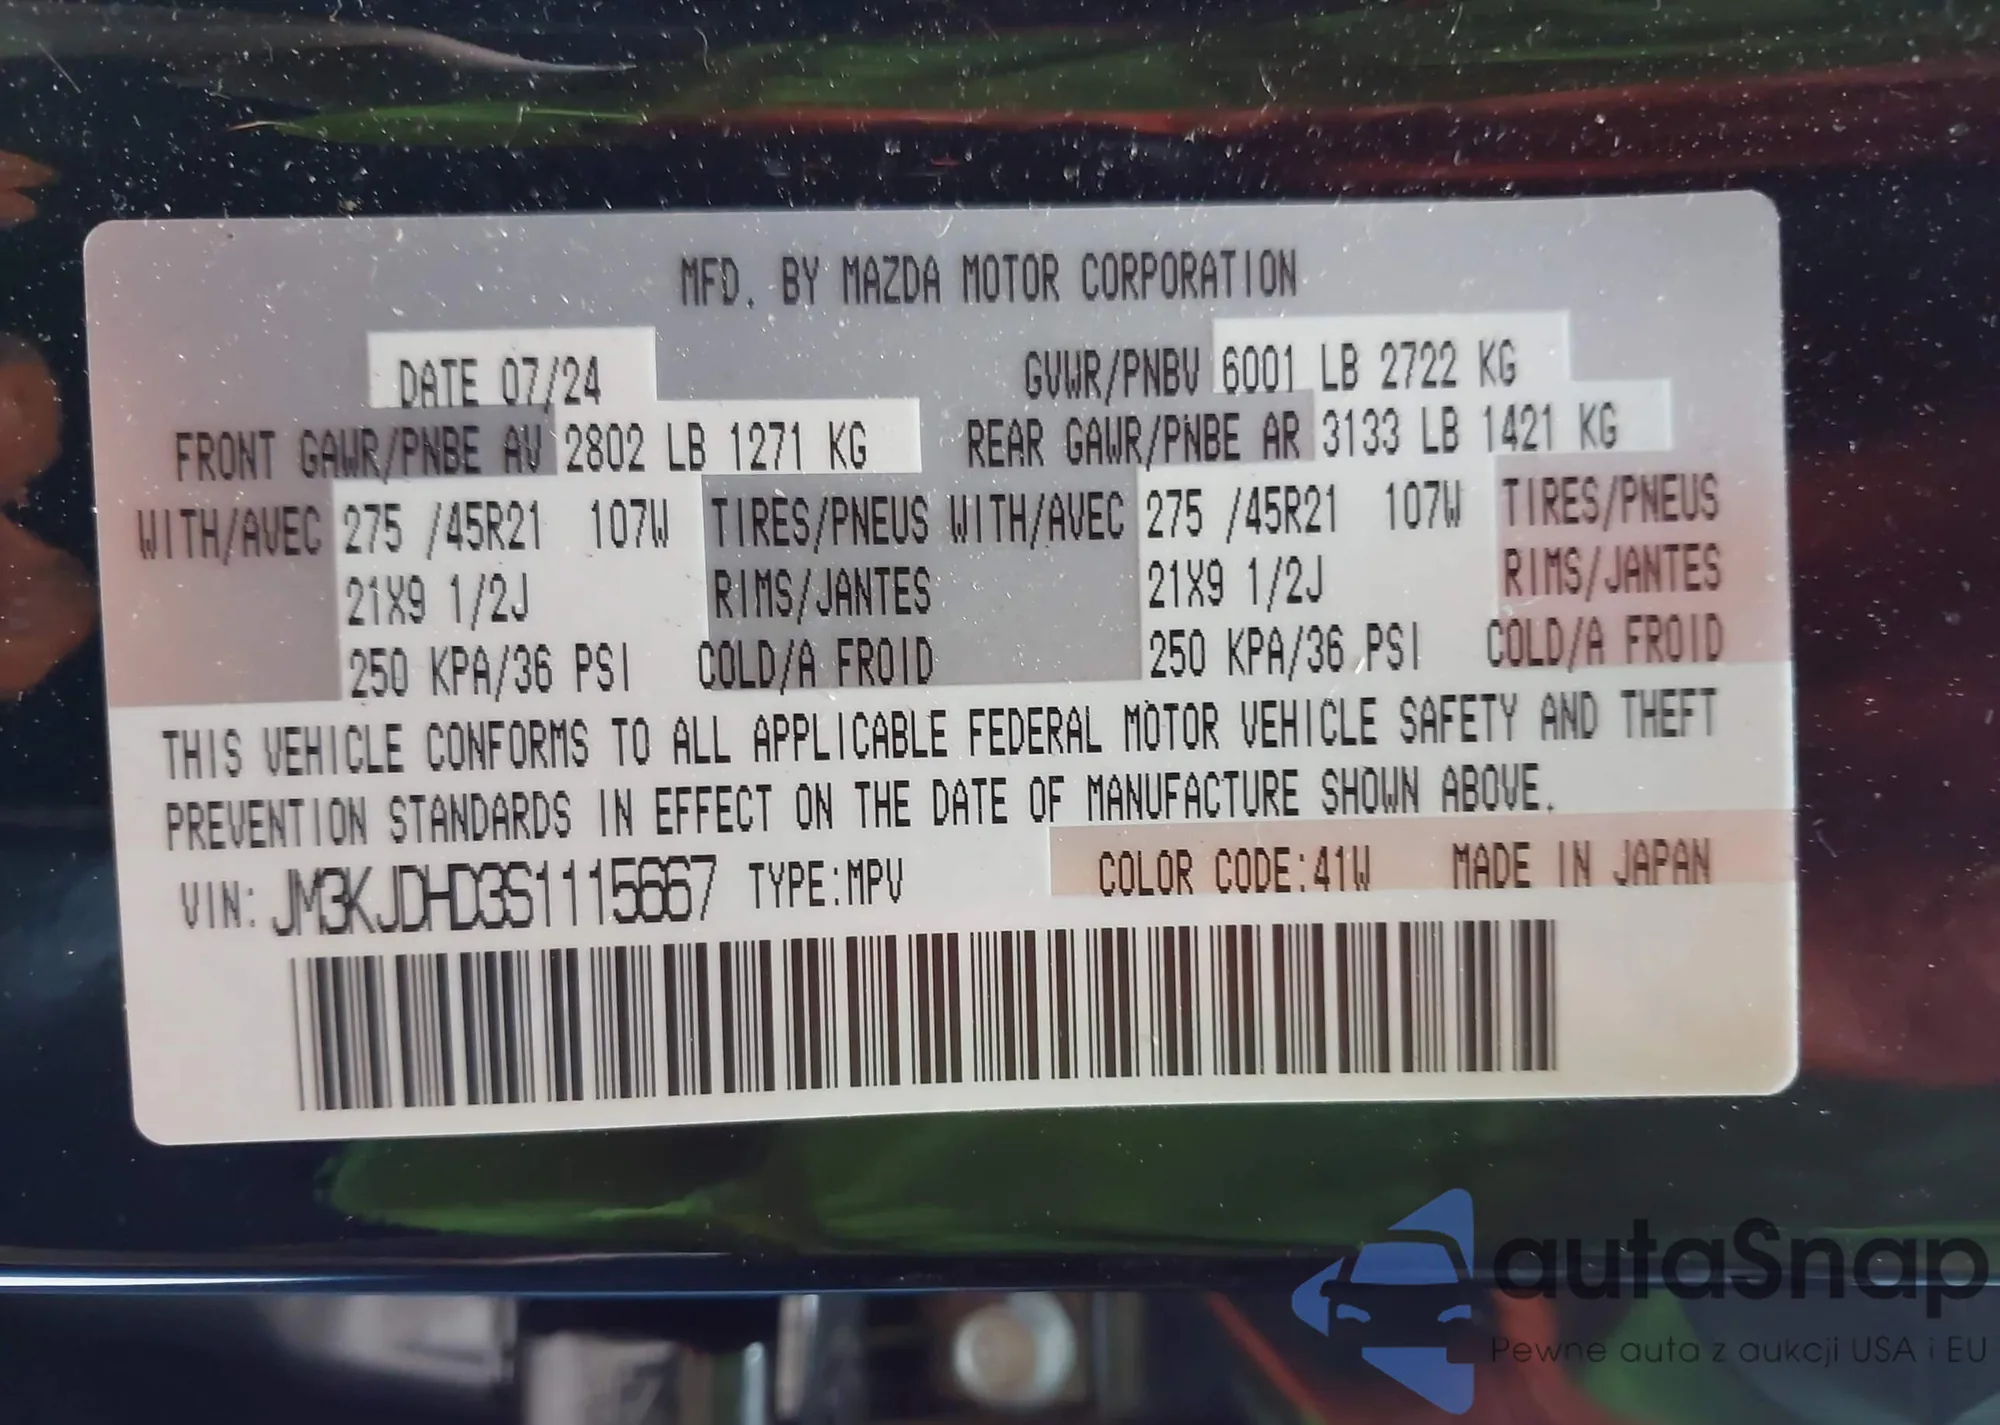 MFD. BY MAZDA MOTOR CORPORATION
DATE 07/24 GVWR/PNBV 6001 LB 2722 KG
FRONT GAWR/PNBE AV 2802 LB 1271 KG REAR GAWR/PNBE AR 3133 LB 1421 KG
WITH/AVEC 275 /45R21 107W TIRES/PNEUS WITH/AVEC 275 /45R21 107W TIRES/PNEUS
21X9 1/2J RIMS/JANTES 21X9 1/2J RIMS/JANTES
250 KPA/36 PSI COLD/A FROID 250 KPA/36 PSI COLD/A FROID
THIS VEHICLE CONFORMS TO ALL APPLICABLE FEDERAL MOTOR VEHICLE SAFETY AND THEFT
PREVENTION STANDARDS IN EFFECT ON THE DATE OF MANUFACTURE SHOWN ABOVE.
VIN: JM3KJDHD3S1115667 TYPE:MPV COLOR CODE:41W MADE IN JAPAN
autaSnap
Pewne auta z aukcji USA i EU